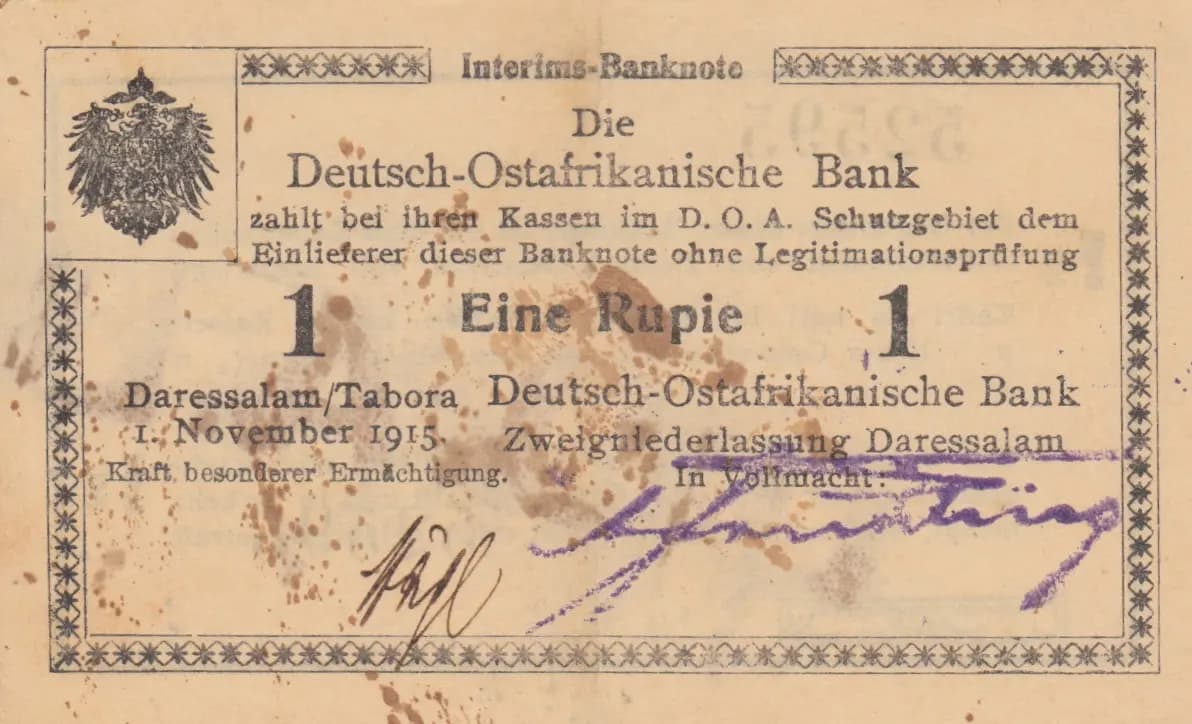 Interims-Banknote
Die
Deutsch-Ostafrikanische Bank
zahlt bei ihren Kassen im D. O. A. Schutzgebiet dem
Einlieferer dieser Banknote ohne Legitimationsprüfung
1 Eine Rupie 1
Daressalam/Tabora
1. November 1915.
Kraft besonderer Ermächtigung.
Deutsch-Ostafrikanische Bank
Zweigniederlassung Daressalam
In Vollmacht: